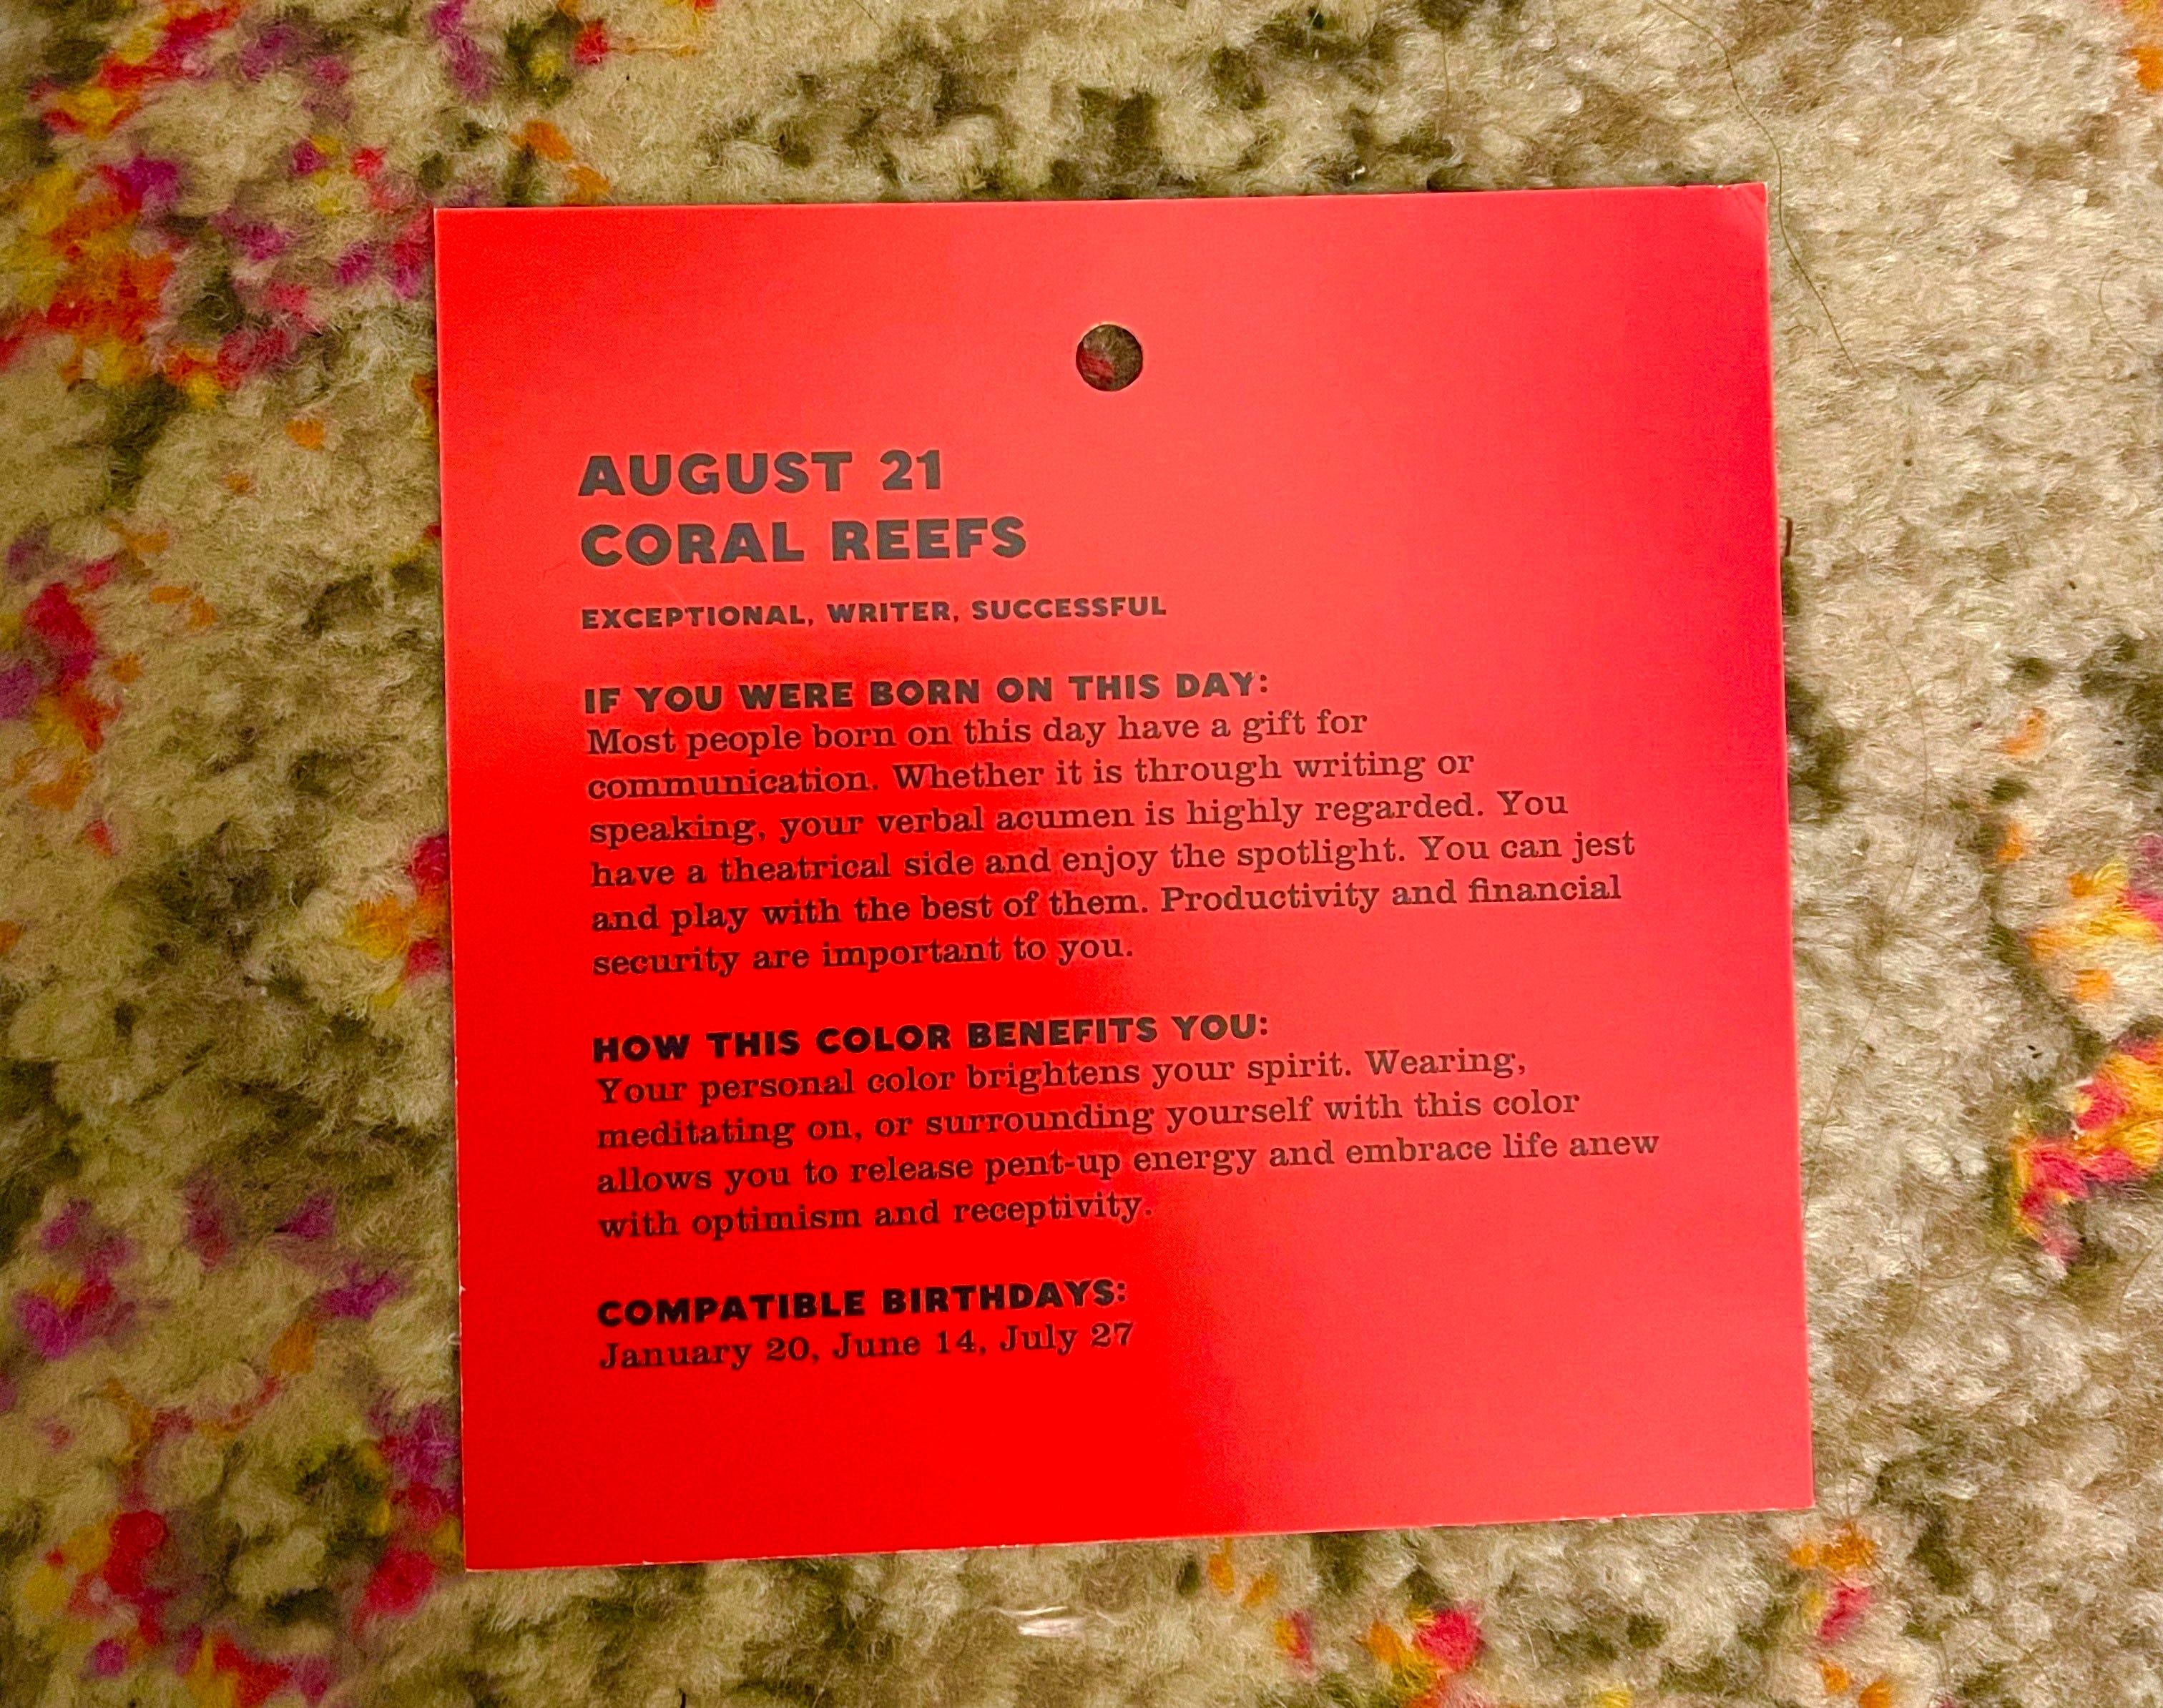 AUGUST 21
CORAL REEFS
EXCEPTIONAL, WRITER, SUCCESSFUL
IF YOU WERE BORN ON THIS DAY:
Most people born on this day have a gift for
communication. Whether it is through writing or
speaking, your verbal acumen is highly regarded. You
have a theatrical side and enjoy the spotlight. You can jest
and play with the best of them. Productivity and financial
security are important to you.
HOW THIS COLOR BENEFITS YOU:
Your personal color brightens your spirit. Wearing,
meditating on, or surrounding yourself with this color
allows you to release pent-up energy and embrace life anew
with optimism and receptivity.
COMPATIBLE BIRTHDAYS:
January 20, June 14, July 27